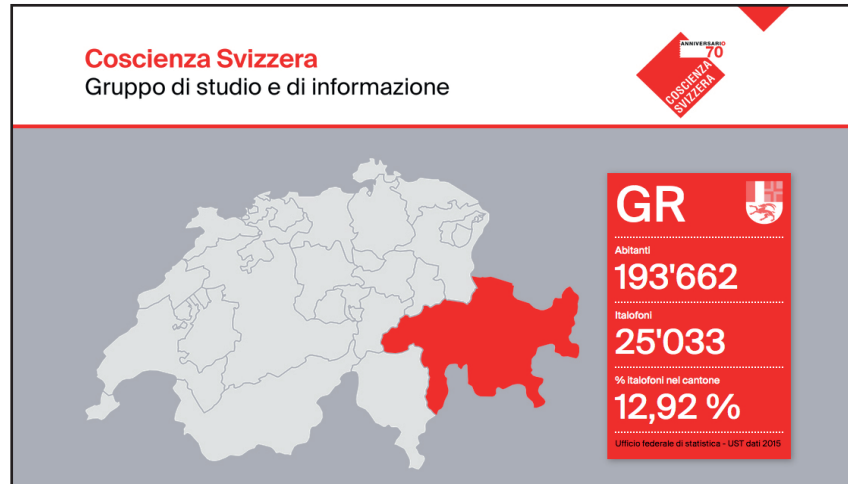 Coscienza Svizzera
Gruppo di studio e di informazione
ANNIVERSARIO
70
COSCIENZA
SVIZZERA
GR
Abitanti
193'662
Italofoni
25'033
% Italofoni nel cantone
12,92 %
Ufficio federale di statistica - UST dati 2015